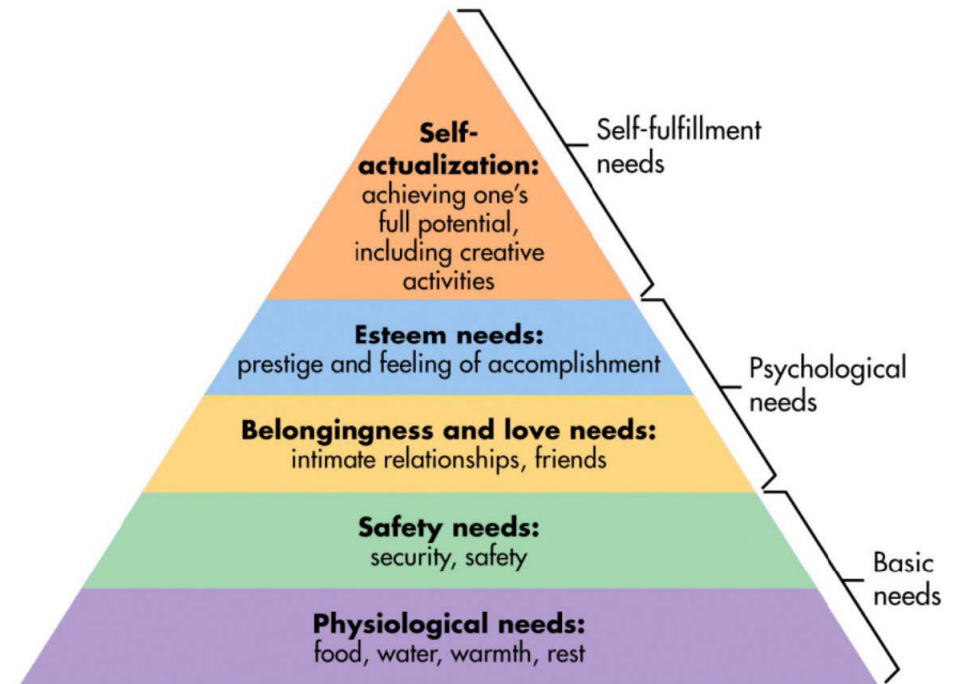 Self-
actualization:
achieving one's
full potential,
including creative
activities
Self-fulfillment
needs
Esteem needs:
prestige and feeling of accomplishment
Psychological
needs
Belongingness and love needs:
intimate relationships, friends
Safety needs:
security, safety
Basic
needs
Physiological needs:
food, water, warmth, rest